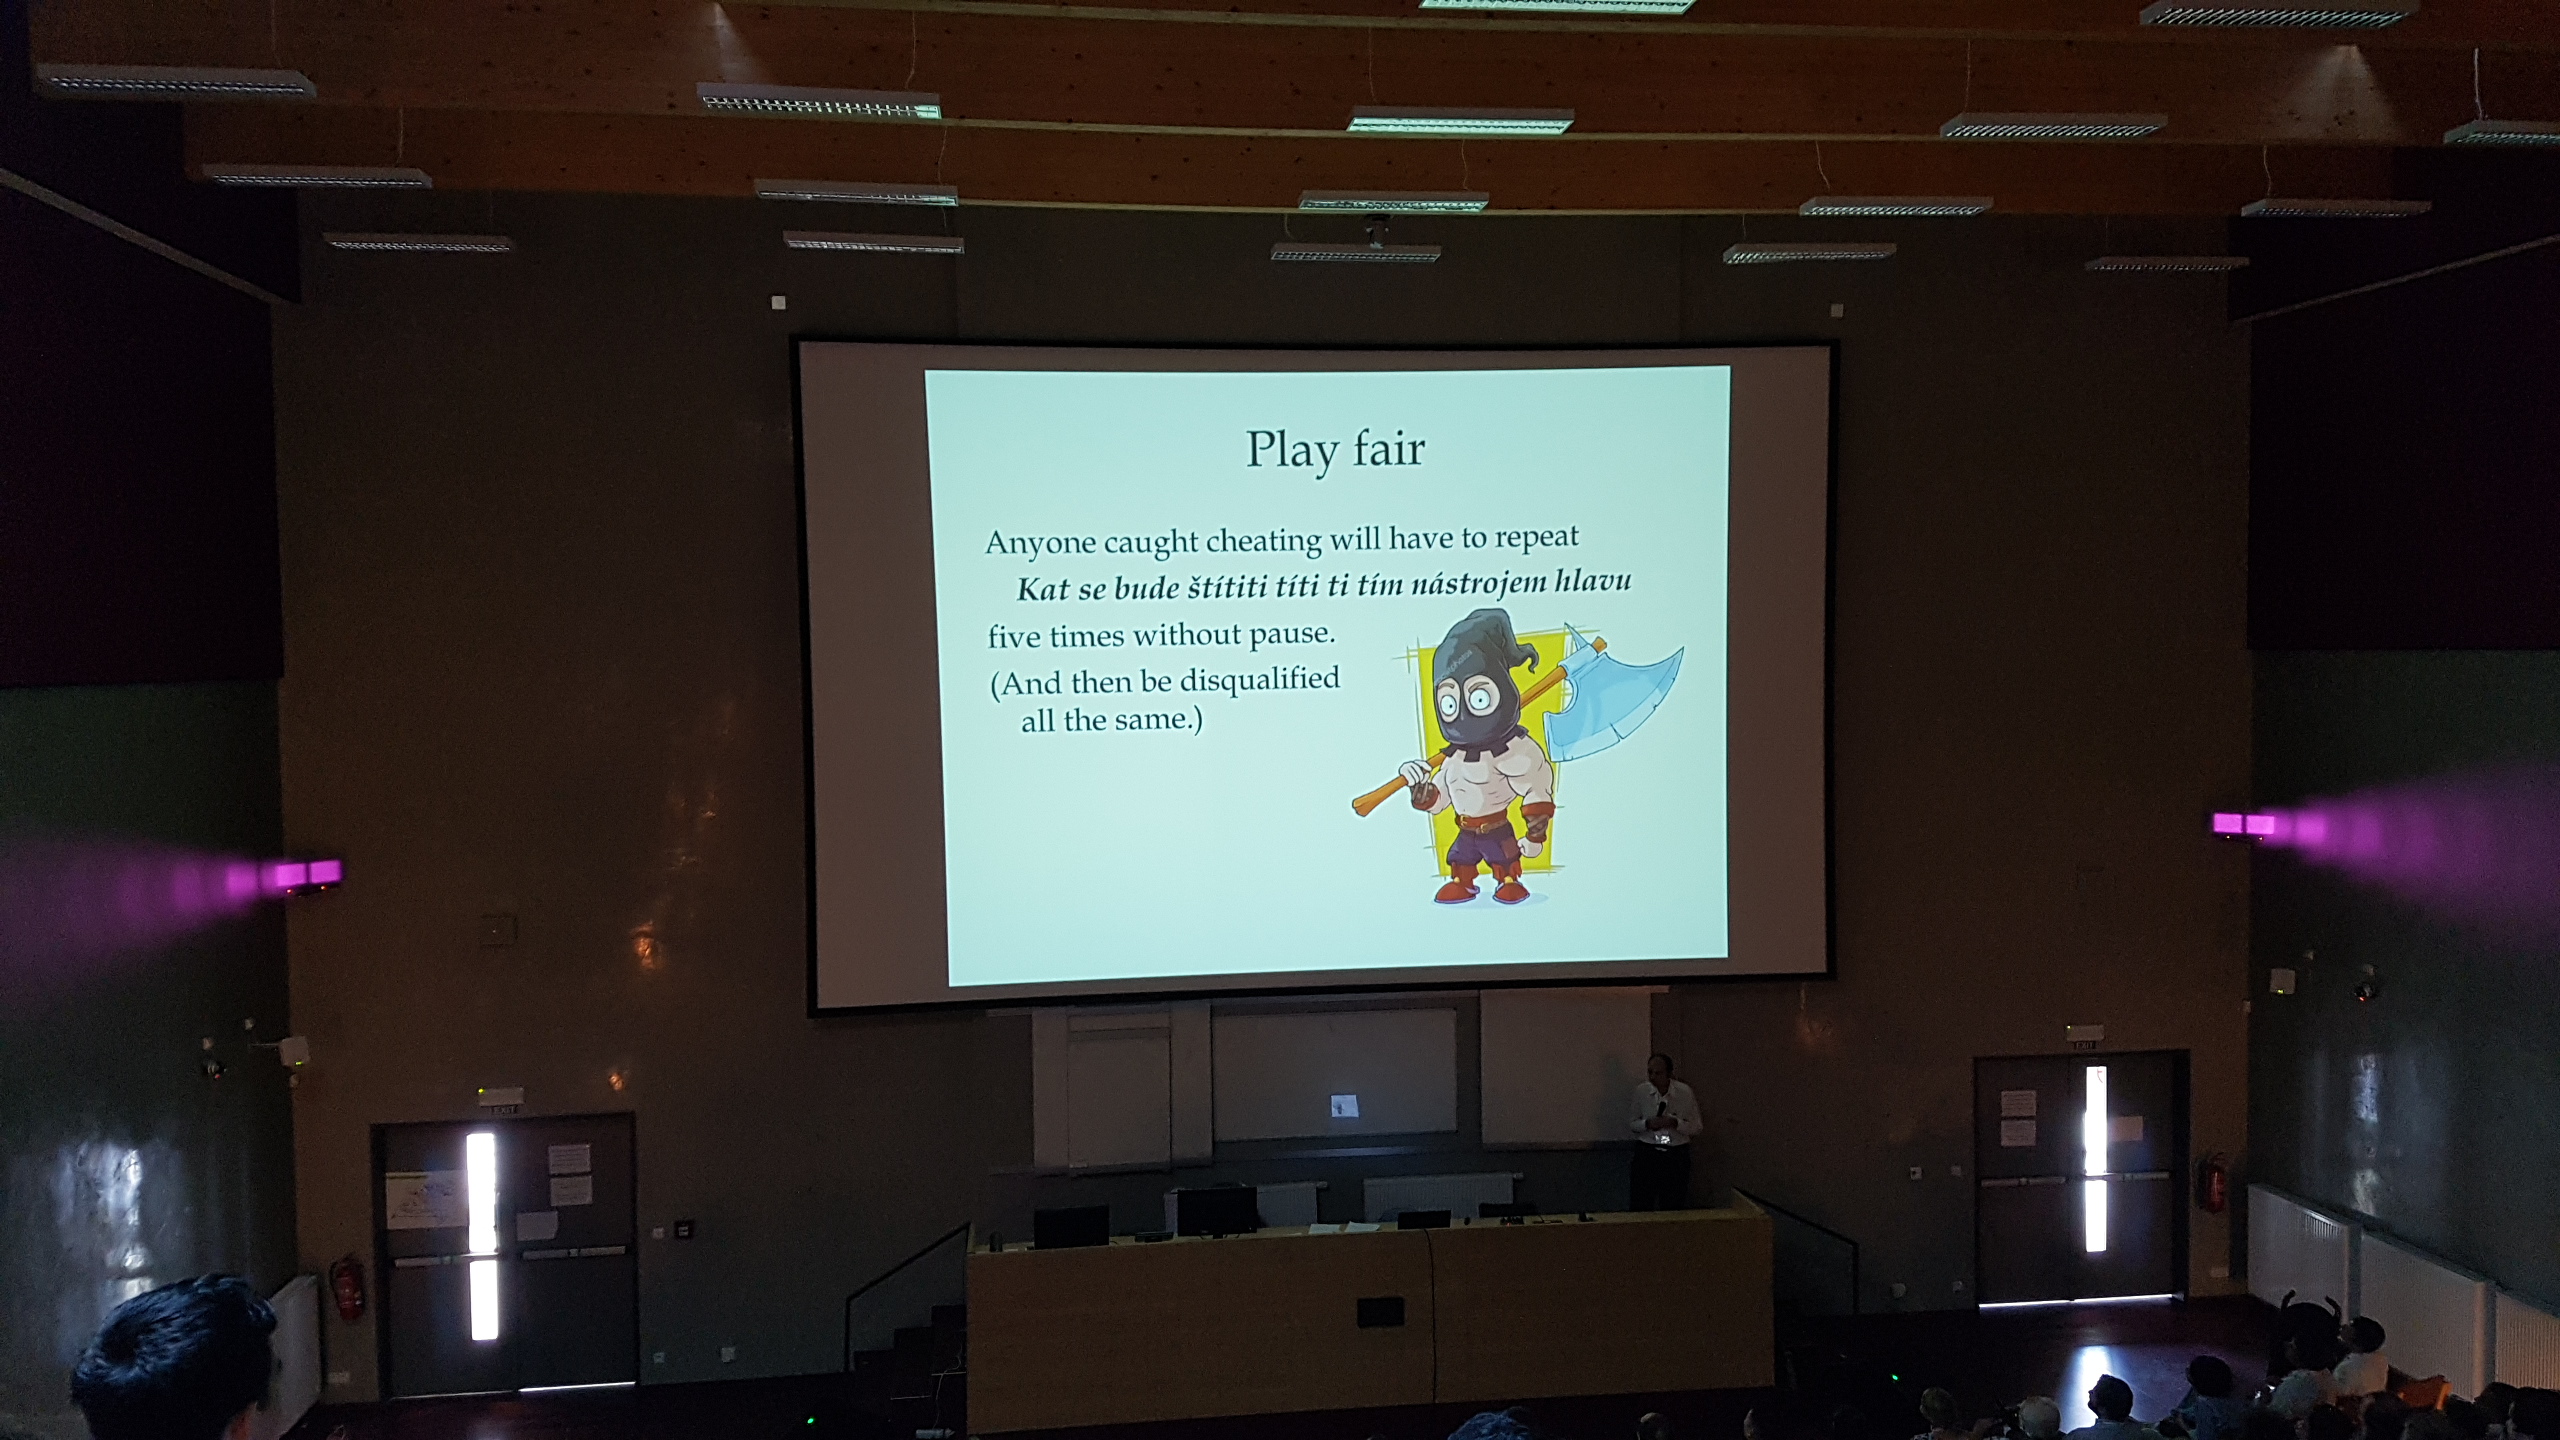 Play fair
Anyone caught cheating will have to repeat
Kat se bude štítiti títi ti tím nástrojem hlavu
five times without pause.
(And then be disqualified
all the same.)
EXIT
EXIT